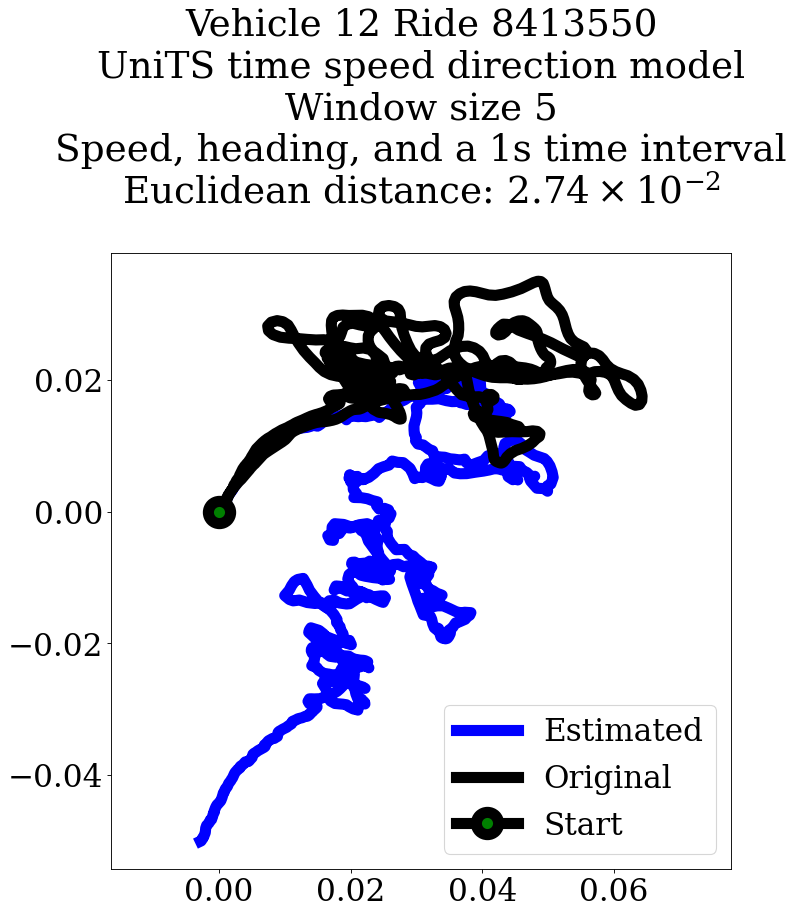 Vehicle 12 Ride 8413550
UniTS time speed direction model
Window size 5
Speed, heading, and a 1s time interval
Euclidean distance: 2.74 × 10⁻²
0.02
0.00
−0.02
−0.04
Estimated
Original
Start
0.00 0.02 0.04 0.06